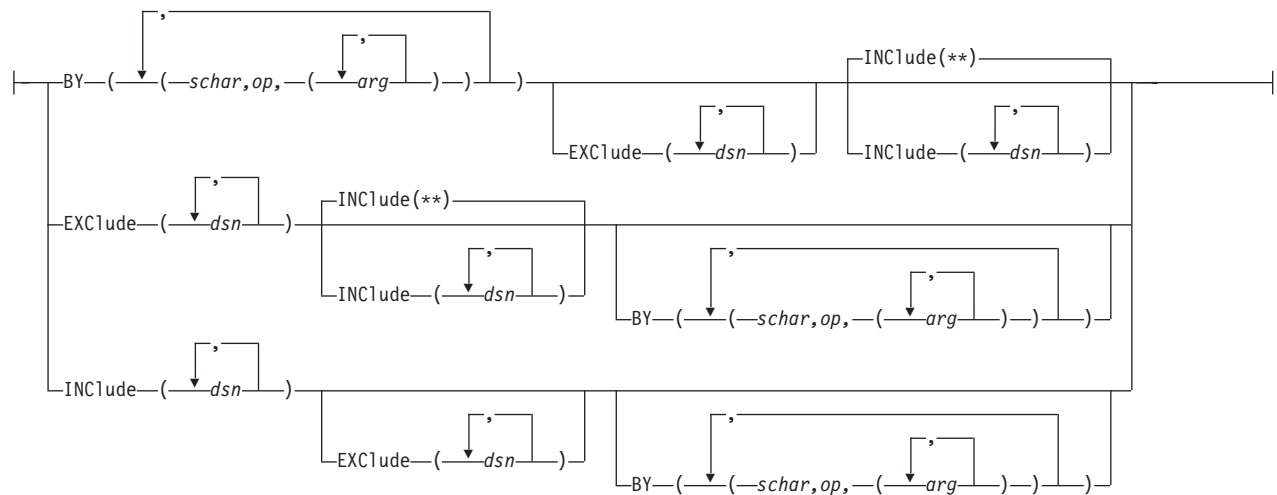 ,
, INClude(**)
BY ( ( schar,op, ( arg ) ) )
, ,
EXClude ( dsn ) INClude ( dsn )
, INClude(**)
EXClude ( dsn )
, ,
,
INClude ( dsn )
BY ( ( schar,op, ( arg ) ) )
,
INClude ( dsn )
, ,
,
EXClude ( dsn )
BY ( ( schar,op, ( arg ) ) )